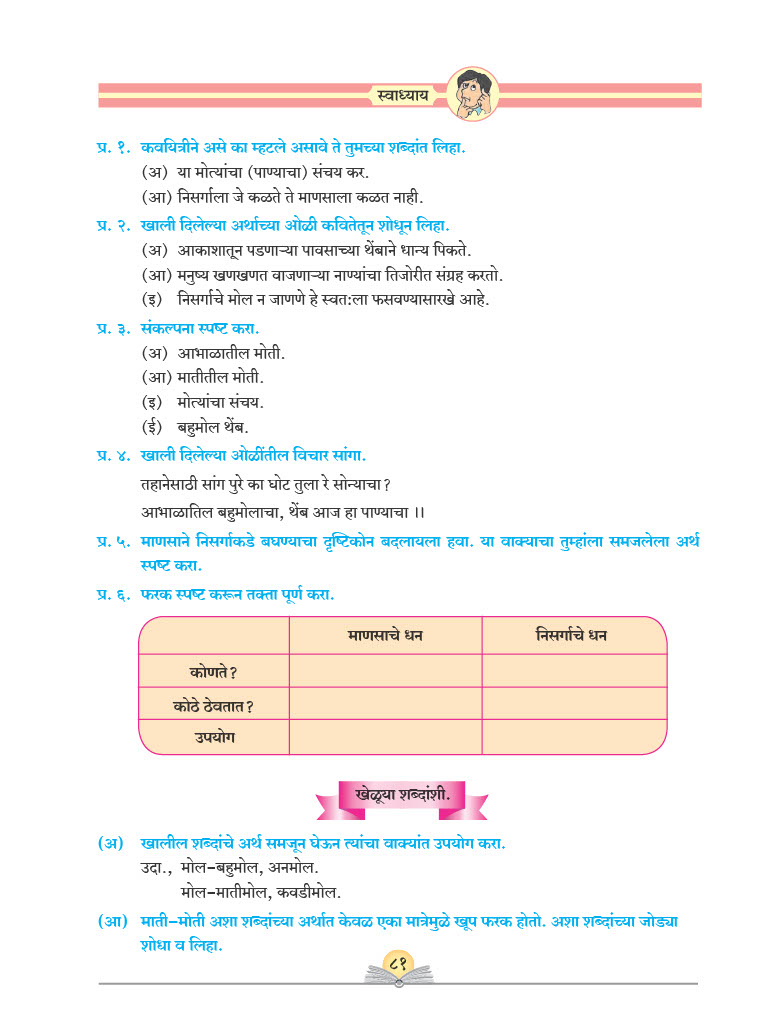 स्वाध्याय
प्र. १. कवयित्रीने असे का म्हटले असावे ते तुमच्या शब्दांत लिहा.
(अ) या मोत्यांचा (पाण्याचा) संचय कर.
(आ) निसर्गाला जे कळते ते माणसाला कळत नाही.
प्र. २. खाली दिलेल्या अर्थाच्या ओळी कवितेतून शोधून लिहा.
(अ) आकाशातून पडणाऱ्या पावसाच्या थेंबाने धान्य पिकते.
(आ) मनुष्य खणखणत वाजणाऱ्या नाण्यांचा तिजोरीत संग्रह करतो.
(इ) निसर्गाचे मोल न जाणणे हे स्वत:ला फसवण्यासारखे आहे.
प्र. ३. संकल्पना स्पष्ट करा.
(अ) आभाळातील मोती.
(आ) मातीतील मोती.
(इ) मोत्यांचा संचय.
(ई) बहुमोल थेंब.
प्र. ४. खाली दिलेल्या ओळींतील विचार सांगा.
तहानेसाठी सांग पुरे का घोट तुला रे सोन्याचा?
आभाळातिल बहुमोलाचा, थेंब आज हा पाण्याचा ।।
प्र. ५. माणसाने निसर्गाकडे बघण्याचा दृष्टिकोन बदलायला हवा. या वाक्याचा तुम्हांला समजलेला अर्थ
स्पष्ट करा.
प्र. ६. फरक स्पष्ट करून तक्ता पूर्ण करा.
माणसाचे धन निसर्गाचे धन
कोणते?
कोठे ठेवतात?
उपयोग
खेळूया शब्दांशी.
(अ) खालील शब्दांचे अर्थ समजून घेऊन त्यांचा वाक्यांत उपयोग करा.
उदा., मोल-बहुमोल, अनमोल.
मोल-मातीमोल, कवडीमोल.
(आ) माती-मोती अशा शब्दांच्या अर्थात केवळ एका मात्रेमुळे खूप फरक होतो. अशा शब्दांच्या जोड्या
शोधा व लिहा.
८१